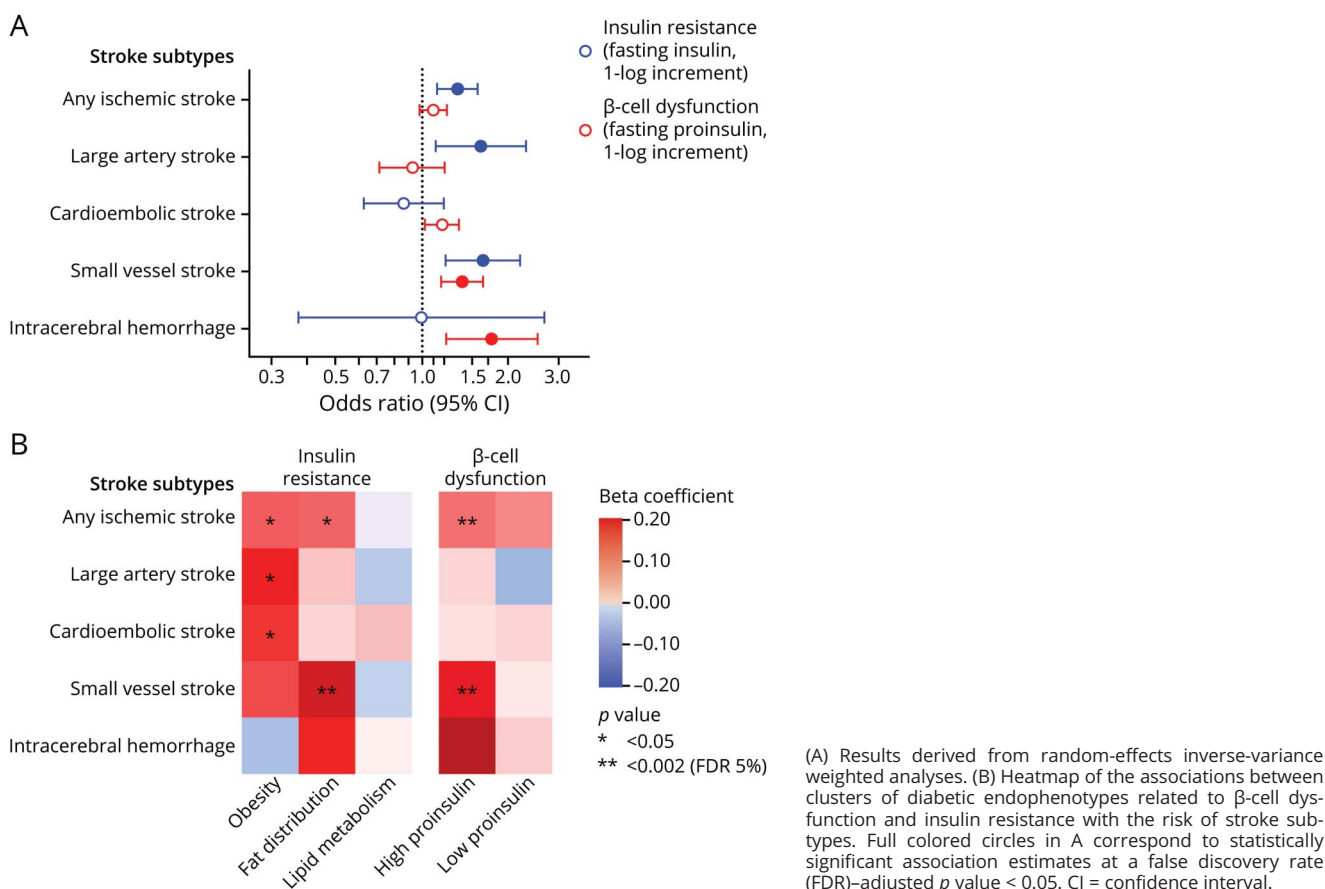 A
Stroke subtypes
Any ischemic stroke
Large artery stroke
Cardioembolic stroke
Small vessel stroke
Intracerebral hemorrhage
0.3 0.5 0.7 1.0 1.5 2.0 3.0
Odds ratio (95% CI)
Insulin resistance
(fasting insulin,
1-log increment)
β-cell dysfunction
(fasting proinsulin,
1-log increment)
B
Stroke subtypes
Insulin
resistance
β-cell
dysfunction
Any ischemic stroke * * **
Large artery stroke *
Cardioembolic stroke *
Small vessel stroke ** **
Intracerebral hemorrhage
Obesity
Fat distribution
Lipid metabolism
High proinsulin
Low proinsulin
Beta coefficient
0.20
0.10
0.00
−0.10
−0.20
p value
* <0.05
** <0.002 (FDR 5%)
(A) Results derived from random-effects inverse-variance
weighted analyses. (B) Heatmap of the associations between
clusters of diabetic endophenotypes related to β-cell dys-
function and insulin resistance with the risk of stroke sub-
types. Full colored circles in A correspond to statistically
significant association estimates at a false discovery rate
(FDR)–adjusted p value < 0.05. CI = confidence interval.